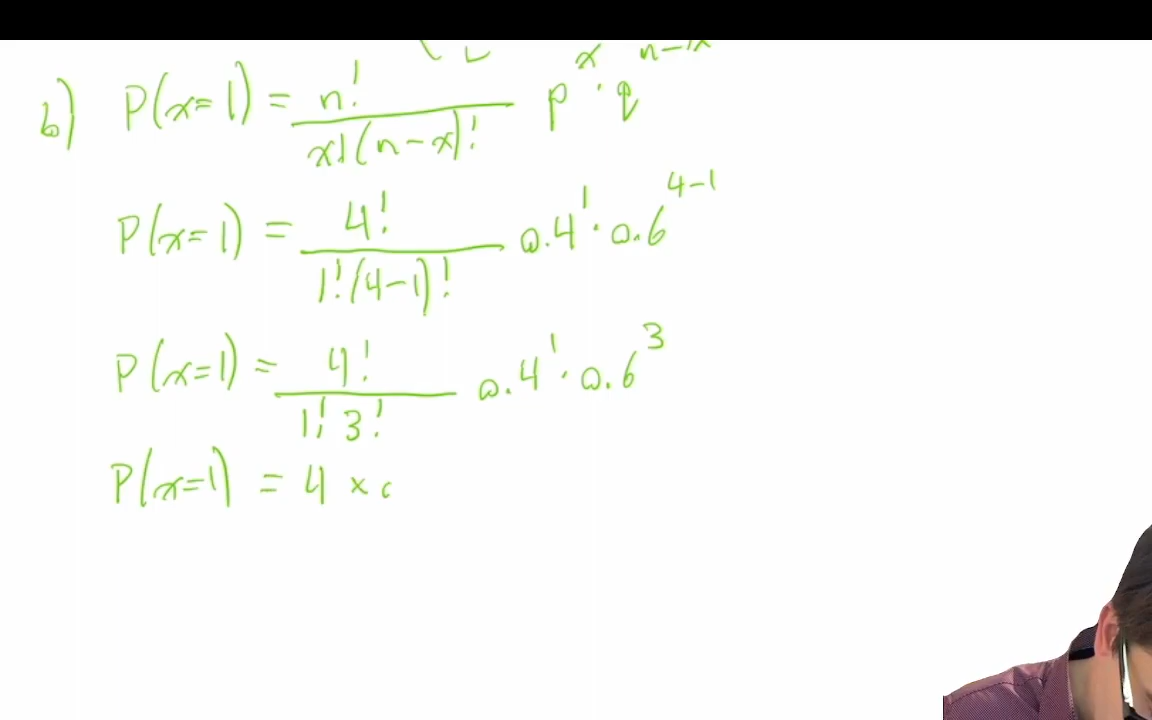 b) P(x=1) = n! / x!(n-x)! p^x · q^n-x
P(x=1) = 4! / 1!(4-1)! 0.4^1 · 0.6^4-1
P(x=1) = 4! / 1! 3! 0.4^1 · 0.6^3
P(x=1) = 4 ×